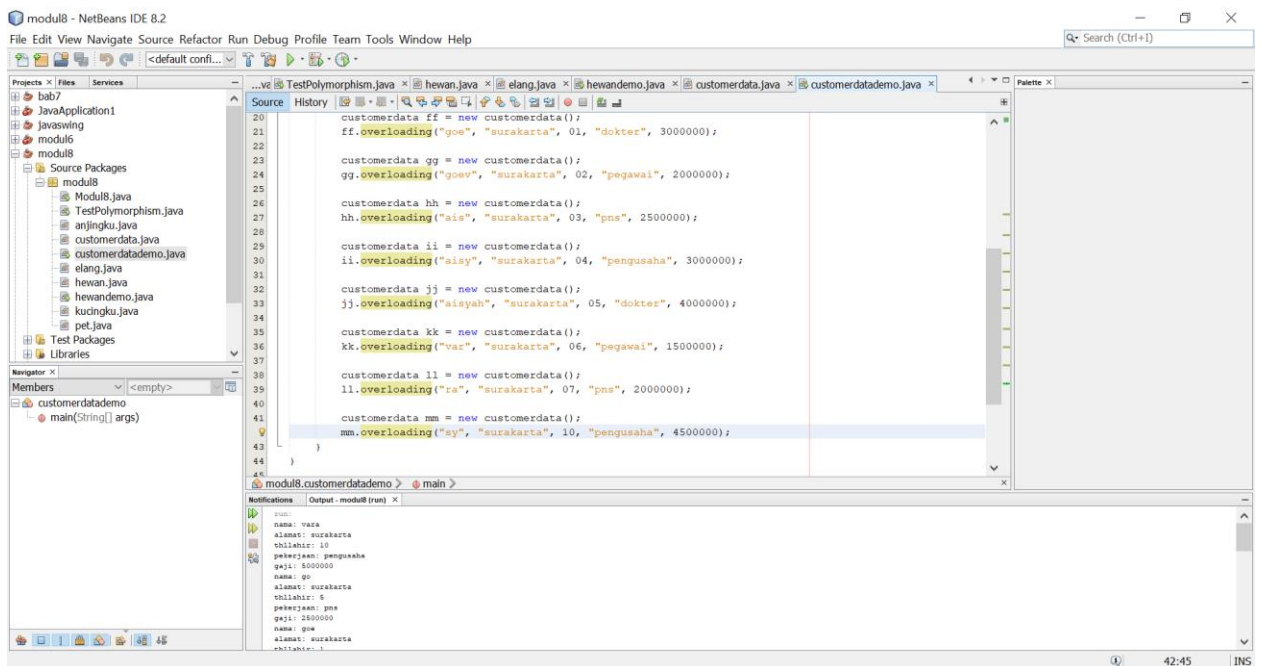 modul8 - NetBeans IDE 8.2
File Edit View Navigate Source Refactor Run Debug Profile Team Tools Window Help
Search (Ctrl+I)
<default confi...
Projects Files Services
bab7
JavaApplication1
javaswing
modul6
modul8
Source Packages
modul8
Modul8.java
TestPolymorphism.java
anjingku.java
customerdata.java
customerdatademo.java
elang.java
hewan.java
hewandemo.java
kucingku.java
pet.java
Test Packages
Libraries
Navigator
Members <empty>
customerdatademo
main(String[] args)
...va TestPolymorphism.java hewan.java elang.java hewandemo.java customerdata.java customerdatademo.java
Source History
20 customerdata ff = new customerdata();
21 ff.overloading("goe", "surakarta", 01, "dokter", 3000000);
22
23 customerdata gg = new customerdata();
24 gg.overloading("goev", "surakarta", 02, "pegawai", 2000000);
25
26 customerdata hh = new customerdata();
27 hh.overloading("ais", "surakarta", 03, "pns", 2500000);
28
29 customerdata ii = new customerdata();
30 ii.overloading("aisy", "surakarta", 04, "pengusaha", 3000000);
31
32 customerdata jj = new customerdata();
33 jj.overloading("aisyah", "surakarta", 05, "dokter", 4000000);
34
35 customerdata kk = new customerdata();
36 kk.overloading("var", "surakarta", 06, "pegawai", 1500000);
37
38 customerdata ll = new customerdata();
39 ll.overloading("ra", "surakarta", 07, "pns", 2000000);
40
41 customerdata mm = new customerdata();
mm.overloading("sy", "surakarta", 10, "pengusaha", 4500000);
43 }
44 }
45
modul8.customerdatademo main
Palette
Notifications Output - modul8 (run)
run:
nama: vara
alamat: surakarta
thllahir: 10
pekerjaan: pengusaha
gaji: 5000000
nama: go
alamat: surakarta
thllahir: 5
pekerjaan: pns
gaji: 2500000
nama: goe
alamat: surakarta
thllahir: 1
42:45 INS